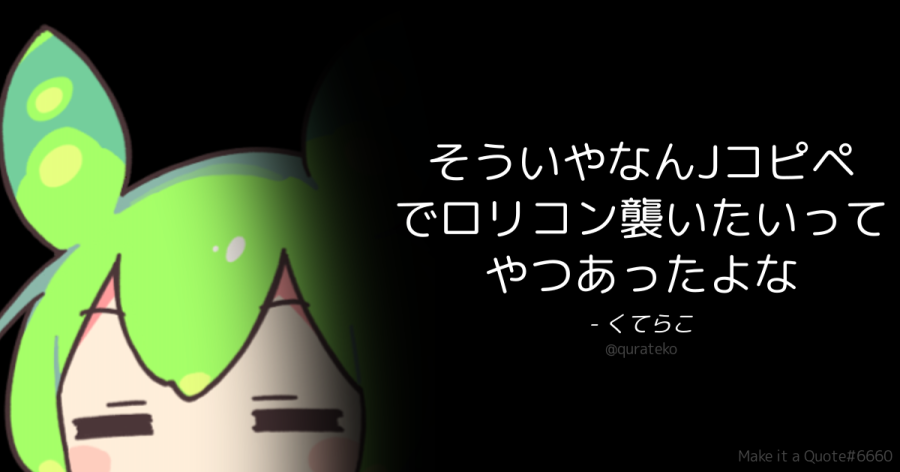 そういやなんJコピペ
でロリコン襲いたいって
やつあったよな
- くてらこ
@qurateko
Make it a Quote#6660